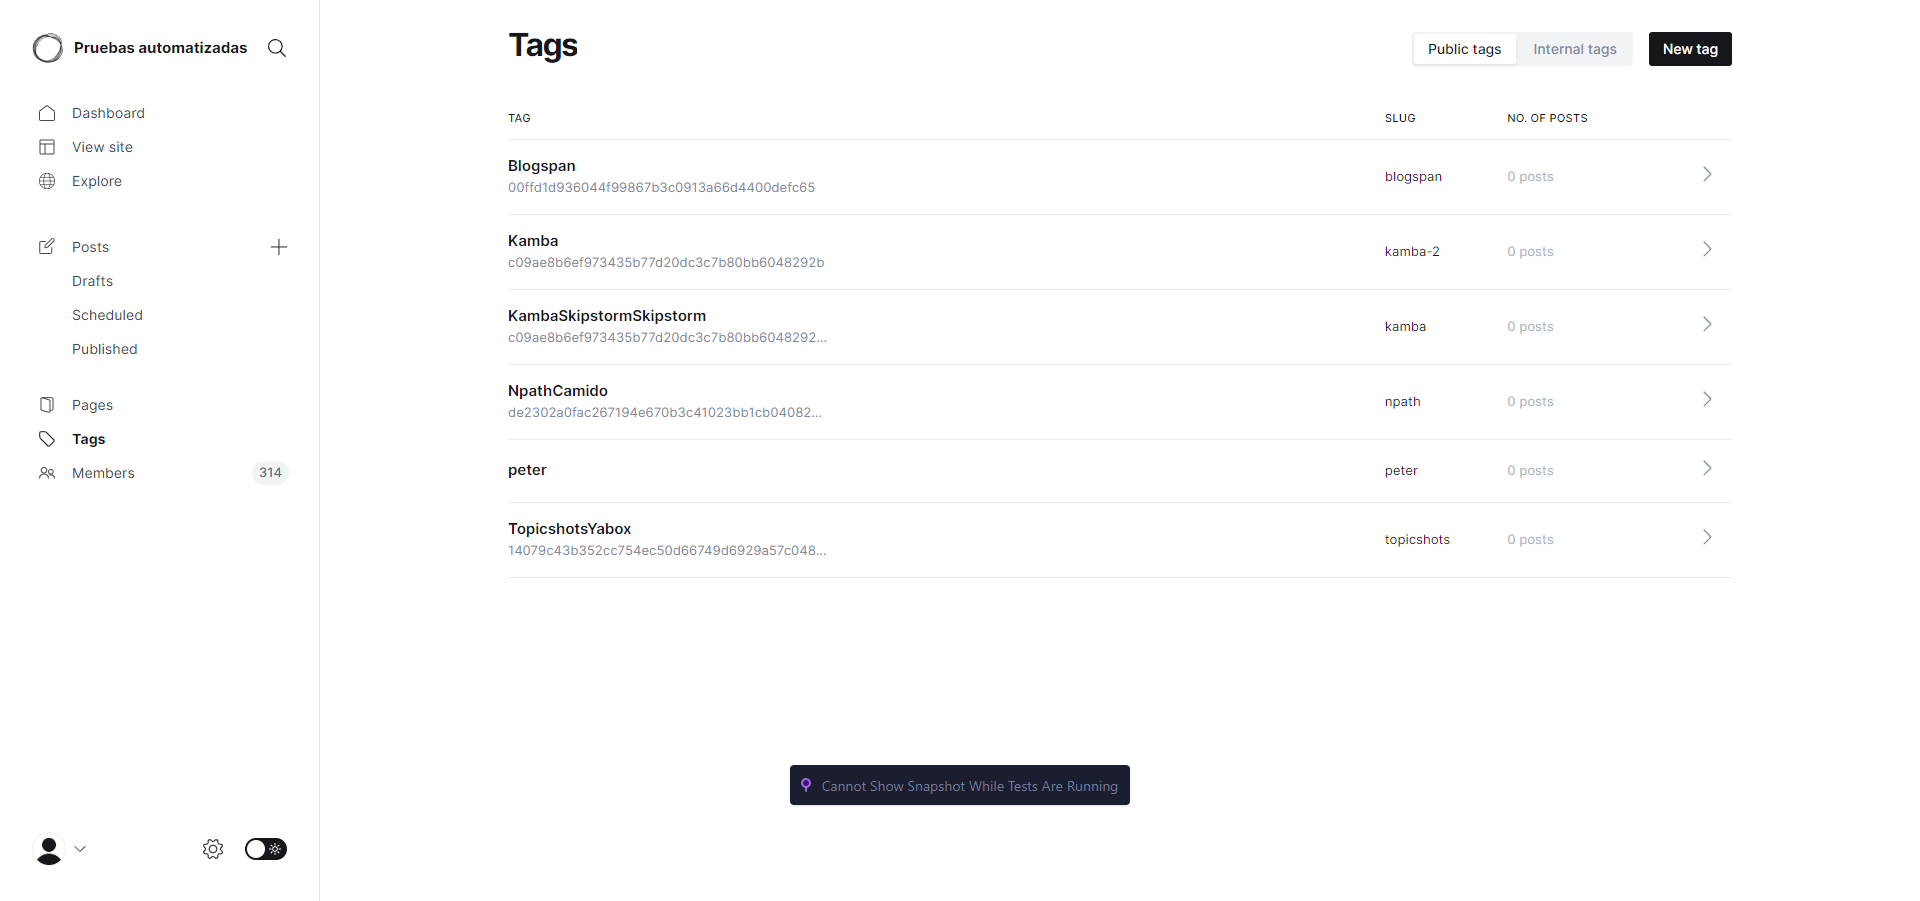 Pruebas automatizadas
Dashboard
View site
Explore
Posts
Drafts
Scheduled
Published
Pages
Tags
Members 314
Tags
Public tags Internal tags New tag
TAG SLUG NO. OF POSTS
Blogspan
00ffd1d936044f99867b3c0913a66d4400defc65
blogspan 0 posts
Kamba
c09ae8b6ef973435b77d20dc3c7b80bb6048292b
kamba-2 0 posts
KambaSkipstormSkipstorm
c09ae8b6ef973435b77d20dc3c7b80bb6048292...
kamba 0 posts
NpathCamido
de2302a0fac267194e670b3c41023bb1cb04082...
npath 0 posts
peter peter 0 posts
TopicshotsYabox
14079c43b352cc754ec50d66749d6929a57c048...
topicshots 0 posts
Cannot Show Snapshot While Tests Are Running